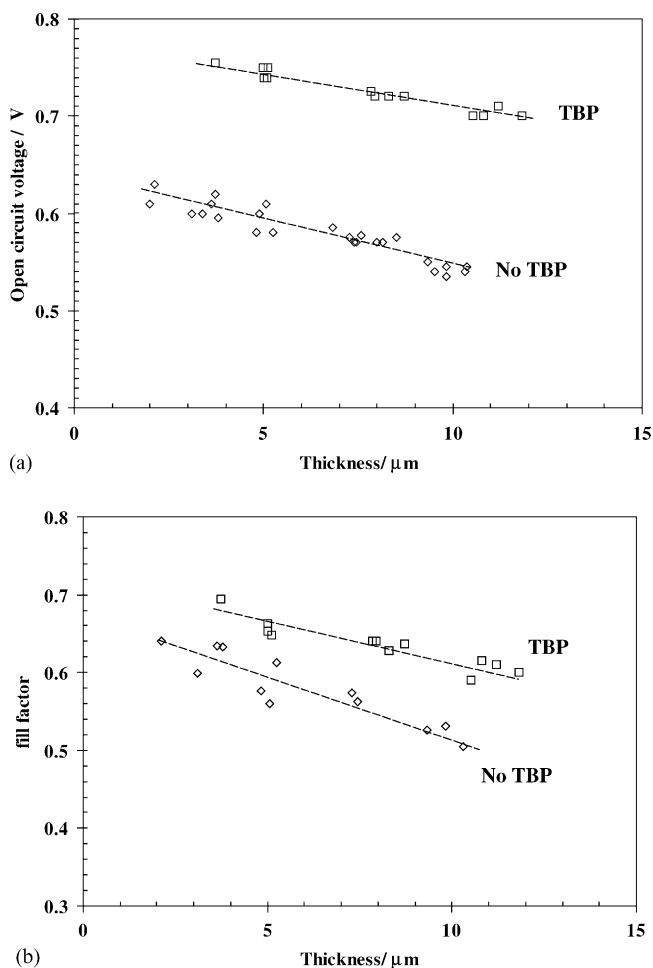 0.8
0.7
0.6
0.5
0.4
Open circuit voltage / V
TBP
No TBP
0
5
10
15
Thickness/ μm
(a)
0.8
0.7
0.6
0.5
0.4
0.3
fill factor
TBP
No TBP
0
5
10
15
Thickness/ μm
(b)